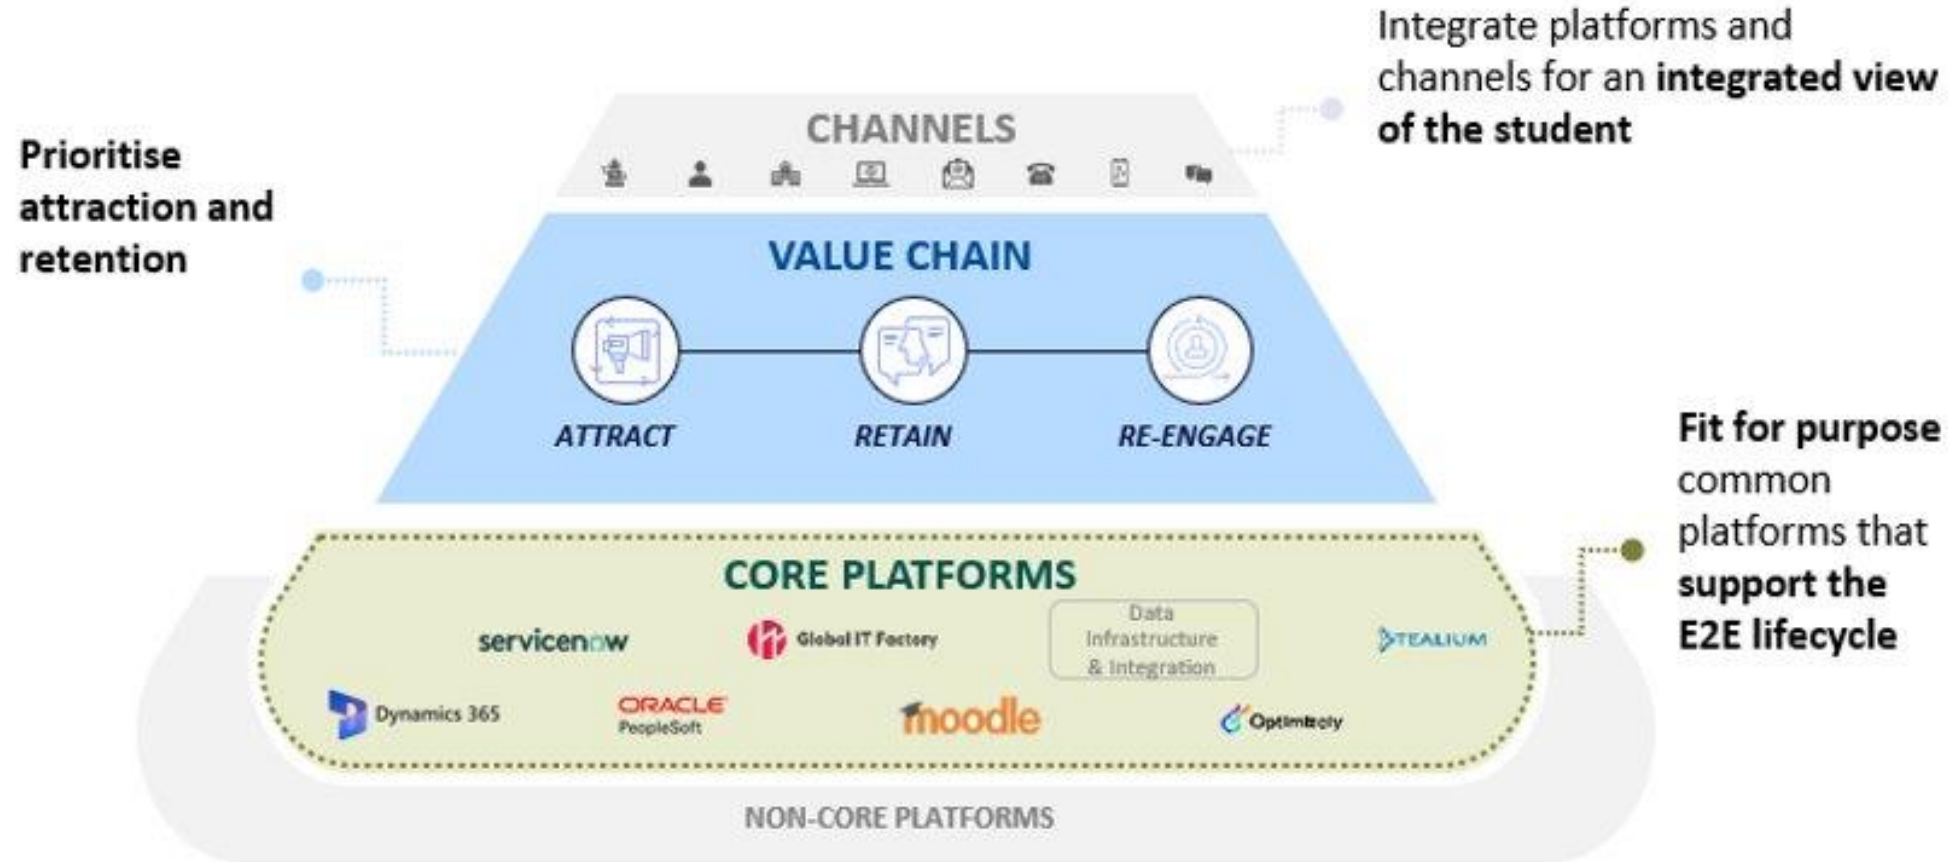 Integrate platforms and
channels for an integrated view
of the student
Prioritise
attraction and
retention
CHANNELS
VALUE CHAIN
ATTRACT
RETAIN
RE-ENGAGE
Fit for purpose
common
platforms that
support the
E2E lifecycle
CORE PLATFORMS
servicenow
Global IT Factory
Data
Infrastructure
& Integration
TEALIUM
Dynamics 365
ORACLE
PeopleSoft
moodle
Optimizely
NON-CORE PLATFORMS